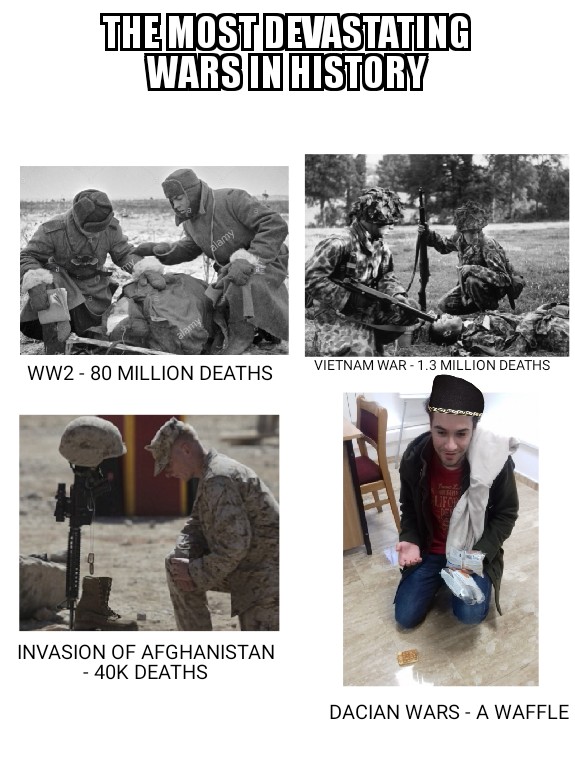 THE MOST DEVASTATING
WARS IN HISTORY
alamy
alamy
WW2 - 80 MILLION DEATHS
VIETNAM WAR - 1.3 MILLION DEATHS
INVASION OF AFGHANISTAN
- 40K DEATHS
DACIAN WARS - A WAFFLE